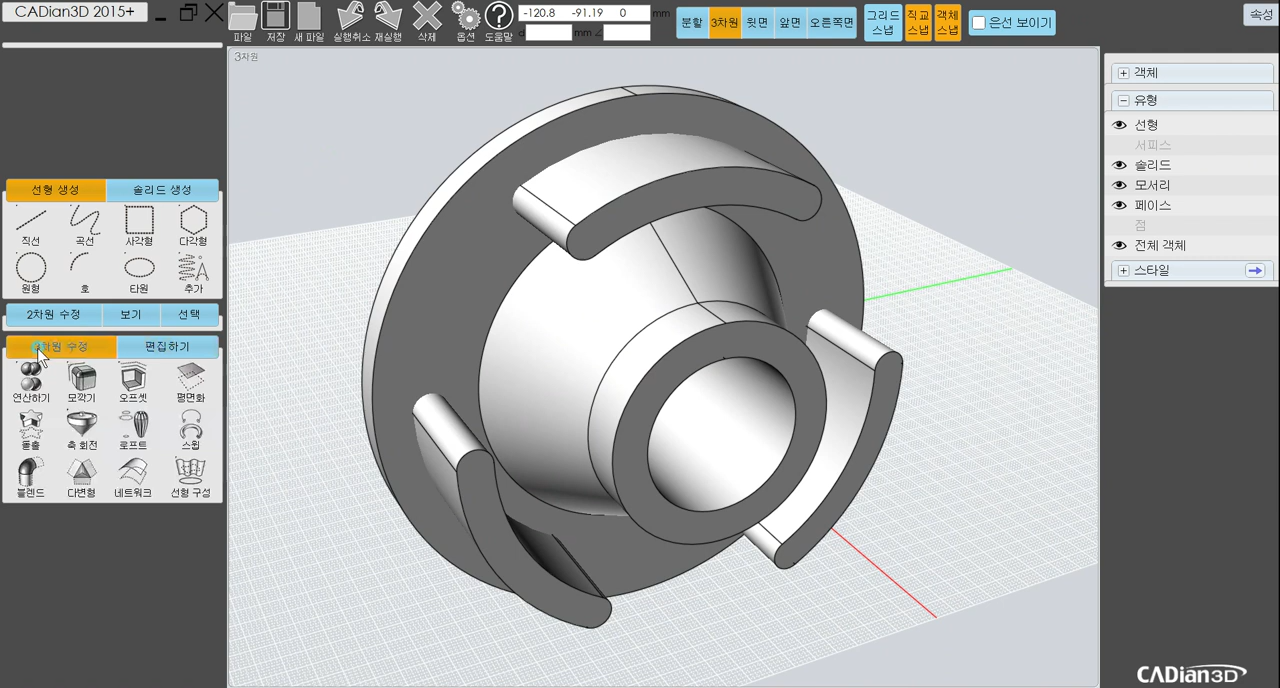 CADian3D 2015+
파일 저장 새 파일 실행취소 재실행 삭제 옵션 도움말
-120.8 -91.19 0 mm
d mm ∠
분할 3차원 윗면 앞면 오른쪽면
그리드 스냅 직교 스냅 객체 스냅
은선 보이기
속성
3차원
객체
유형
선형
서피스
솔리드
모서리
페이스
점
전체 객체
스타일
선형 생성 솔리드 생성
직선 곡선 사각형 다각형
원형 호 타원 추가
2차원 수정 보기 선택
차원 수정 편집하기
연산하기 모깍기 오프셋 평면화
돌출 축 회전 로프트 스윕
블렌드 다변형 네트워크 선형 구성
CADian3D